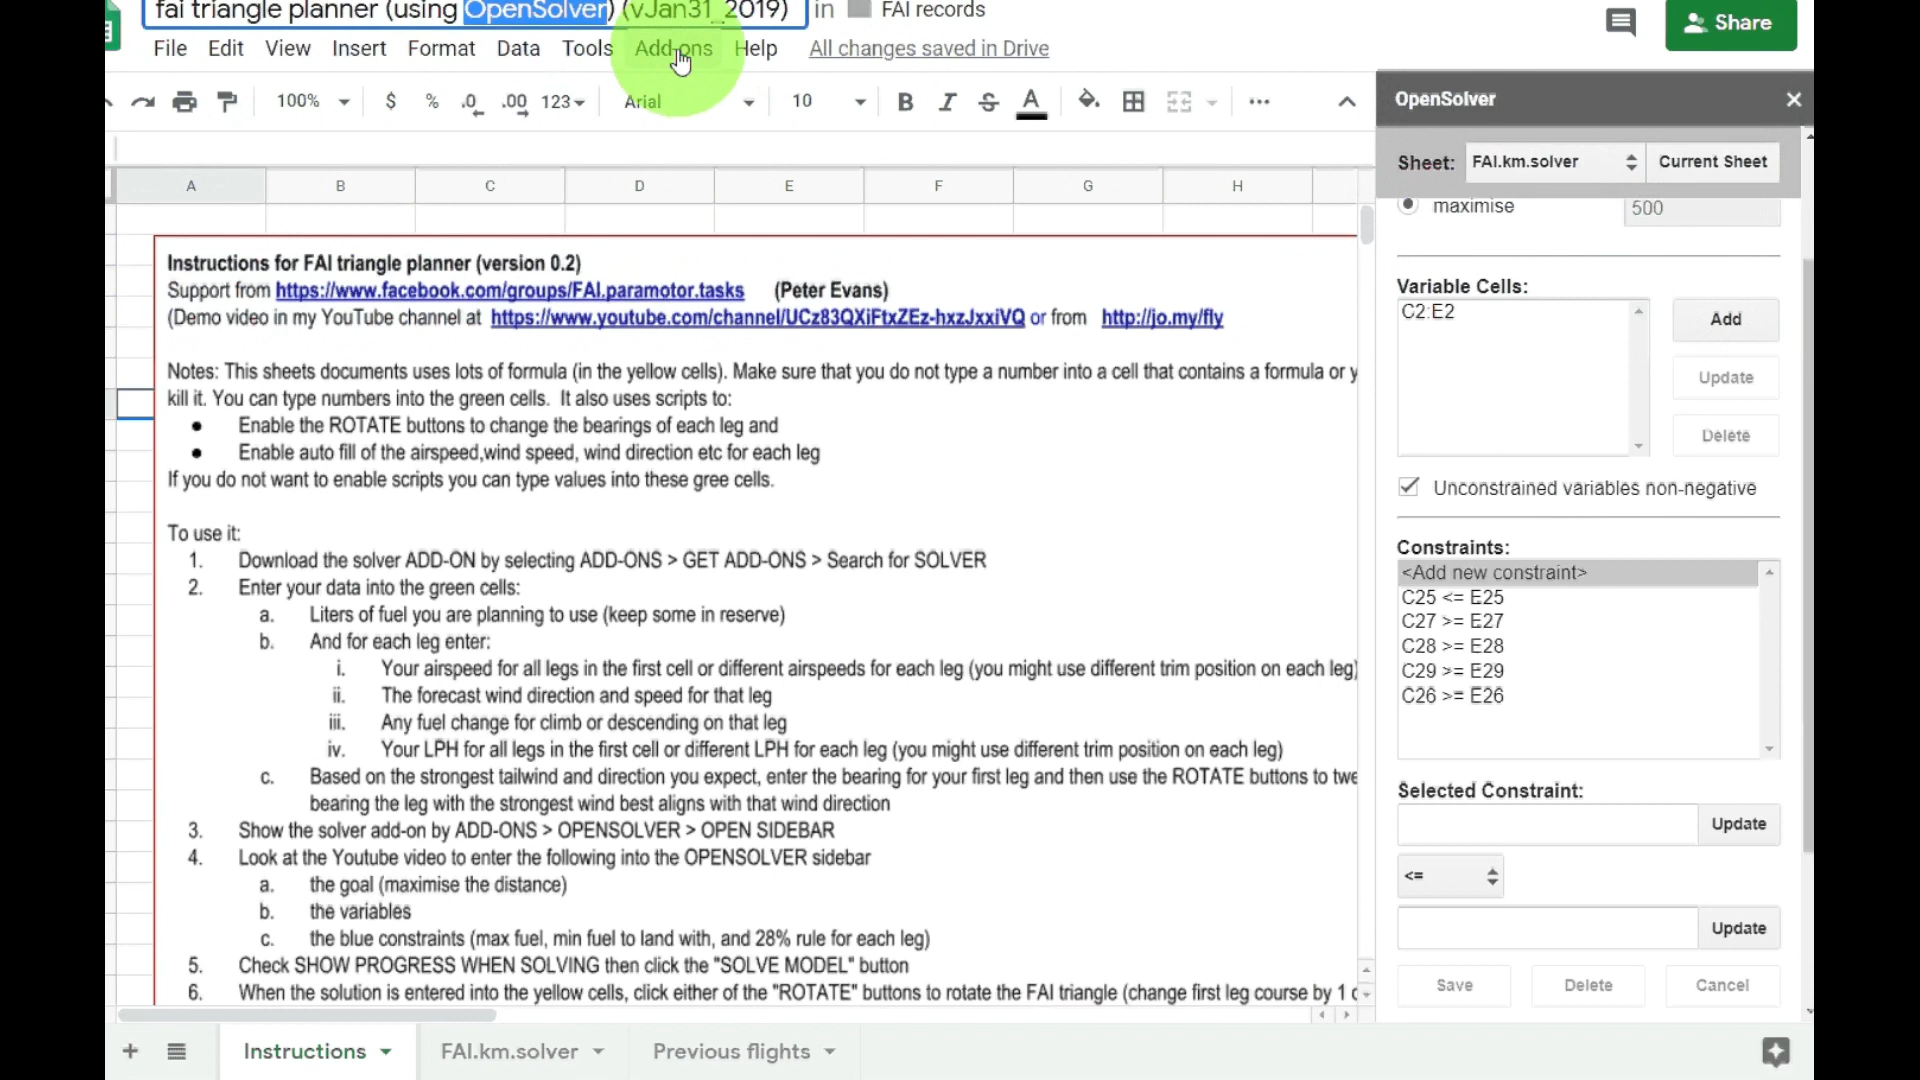 fai triangle planner (using OpenSolver) (vJan31_2019) in FAI records
Share
File Edit View Insert Format Data Tools Add-ons Help All changes saved in Drive
100% $ % .0 .00 123 Arial 10 B I S A
OpenSolver
Sheet: FAI.km.solver Current Sheet
A B C D E F G H
maximise 500
Instructions for FAI triangle planner (version 0.2)
Support from https://www.facebook.com/groups/FAI.paramotor.tasks (Peter Evans)
(Demo video in my YouTube channel at https://www.youtube.com/channel/UCz83QXiFtxZEz-hxzJxxiVQ or from http://jo.my/fly
Notes: This sheets documents uses lots of formula (in the yellow cells). Make sure that you do not type a number into a cell that contains a formula or y
kill it. You can type numbers into the green cells. It also uses scripts to:
● Enable the ROTATE buttons to change the bearings of each leg and
● Enable auto fill of the airspeed,wind speed, wind direction etc for each leg
If you do not want to enable scripts you can type values into these gree cells.
To use it:
1. Download the solver ADD-ON by selecting ADD-ONS > GET ADD-ONS > Search for SOLVER
2. Enter your data into the green cells:
a. Liters of fuel you are planning to use (keep some in reserve)
b. And for each leg enter:
i. Your airspeed for all legs in the first cell or different airspeeds for each leg (you might use different trim position on each leg)
ii. The forecast wind direction and speed for that leg
iii. Any fuel change for climb or descending on that leg
iv. Your LPH for all legs in the first cell or different LPH for each leg (you might use different trim position on each leg)
c. Based on the strongest tailwind and direction you expect, enter the bearing for your first leg and then use the ROTATE buttons to twe
bearing the leg with the strongest wind best aligns with that wind direction
3. Show the solver add-on by ADD-ONS > OPENSOLVER > OPEN SIDEBAR
4. Look at the Youtube video to enter the following into the OPENSOLVER sidebar
a. the goal (maximise the distance)
b. the variables
c. the blue constraints (max fuel, min fuel to land with, and 28% rule for each leg)
5. Check SHOW PROGRESS WHEN SOLVING then click the "SOLVE MODEL" button
6. When the solution is entered into the yellow cells, click either of the "ROTATE" buttons to rotate the FAI triangle (change first leg course by 1
Variable Cells:
C2:E2
Add
Update
Delete
Unconstrained variables non-negative
Constraints:
<Add new constraint>
C25 <= E25
C27 >= E27
C28 >= E28
C29 >= E29
C26 >= E26
Selected Constraint:
Update
<=
Update
Save Delete Cancel
Instructions FAI.km.solver Previous flights